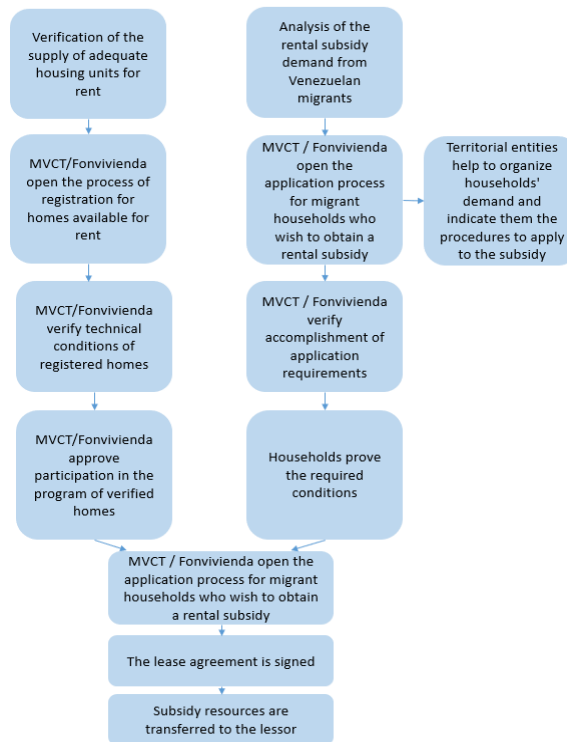 Verification of the
supply of adequate
housing units for
rent
Analysis of the
rental subsidy
demand from
Venezuelan
migrants
MVCT/Fonvivienda
open the process of
registration for
homes available for
rent
MVCT / Fonvivienda
open the
application process
for migrant
households who
wish to obtain a
rental subsidy
Territorial entities
help to organize
households'
demand and
indicate them the
procedures to apply
to the subsidy
MVCT/Fonvivienda
verify technical
conditions of
registered homes
MVCT / Fonvivienda
verify
accomplishment of
application
requirements
MVCT/Fonvivienda
approve
participation in the
program of verified
homes
Households prove
the required
conditions
MVCT / Fonvivienda open the
application process for migrant
households who wish to obtain
a rental subsidy
The lease agreement is signed
Subsidy resources are
transferred to the lessor